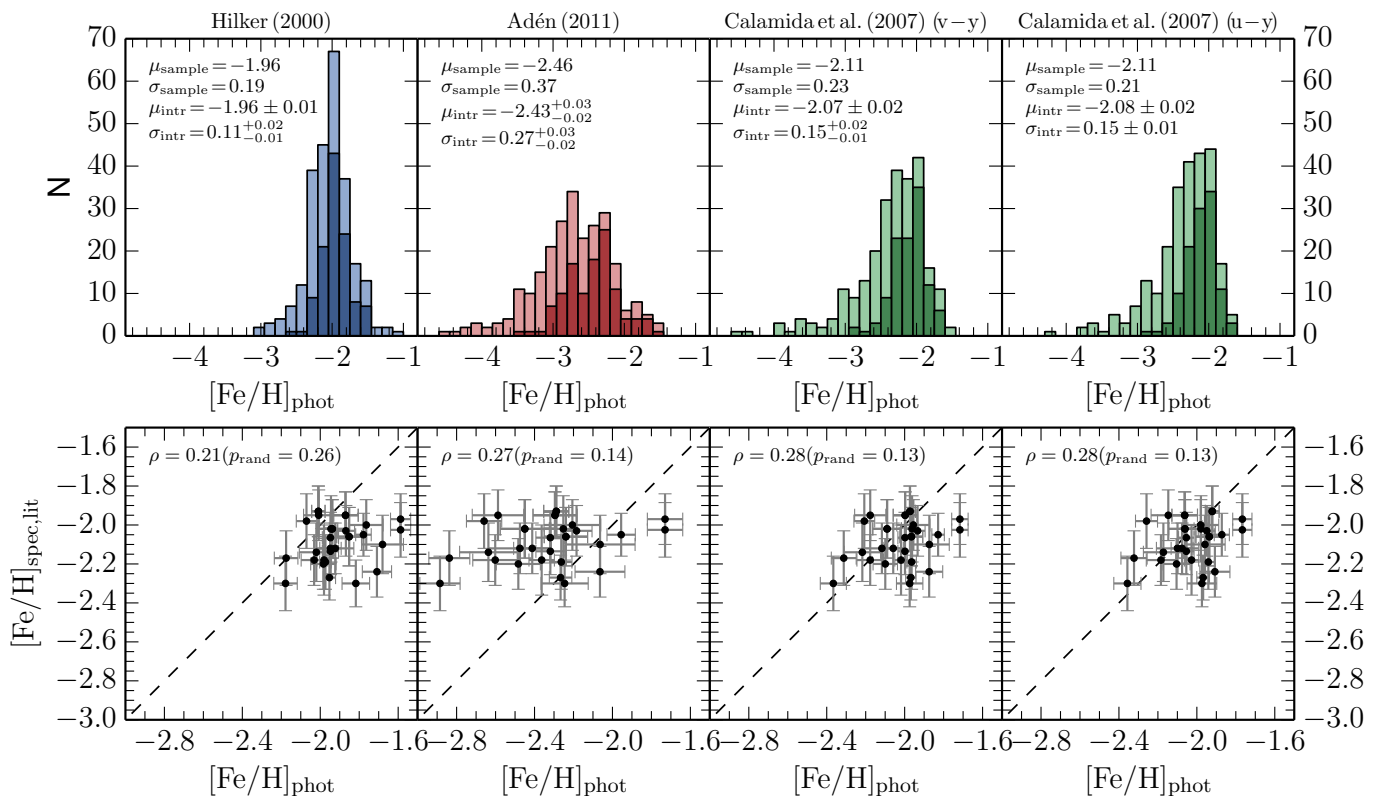 Hilker (2000) Adén (2011) Calamida et al. (2007) (v−y) Calamida et al. (2007) (u−y)
70 70
60 60
50 50
40 40
30 30
20 20
10 10
0 0
N
μsample=−1.96
σsample=0.19
μintr=−1.96 ± 0.01
σintr=0.11+0.02−0.01
μsample=−2.46
σsample=0.37
μintr=−2.43+0.03−0.02
σintr=0.27+0.03−0.02
μsample=−2.11
σsample=0.23
μintr=−2.07 ± 0.02
σintr=0.15+0.02−0.01
μsample=−2.11
σsample=0.21
μintr=−2.08 ± 0.02
σintr=0.15 ± 0.01
−4 −3 −2 −1 −4 −3 −2 −1 −4 −3 −2 −1 −4 −3 −2 −1
[Fe/H]phot [Fe/H]phot [Fe/H]phot [Fe/H]phot
ρ = 0.21(prand = 0.26) ρ = 0.27(prand = 0.14) ρ = 0.28(prand = 0.13) ρ = 0.28(prand = 0.13)
−1.6 −1.6
−1.8 −1.8
−2.0 −2.0
−2.2 −2.2
−2.4 −2.4
−2.6 −2.6
−2.8 −2.8
−3.0 −3.0
[Fe/H]spec,lit
−2.8 −2.4 −2.0 −1.6 −2.8 −2.4 −2.0 −1.6 −2.8 −2.4 −2.0 −1.6 −2.8 −2.4 −2.0 −1.6
[Fe/H]phot [Fe/H]phot [Fe/H]phot [Fe/H]phot